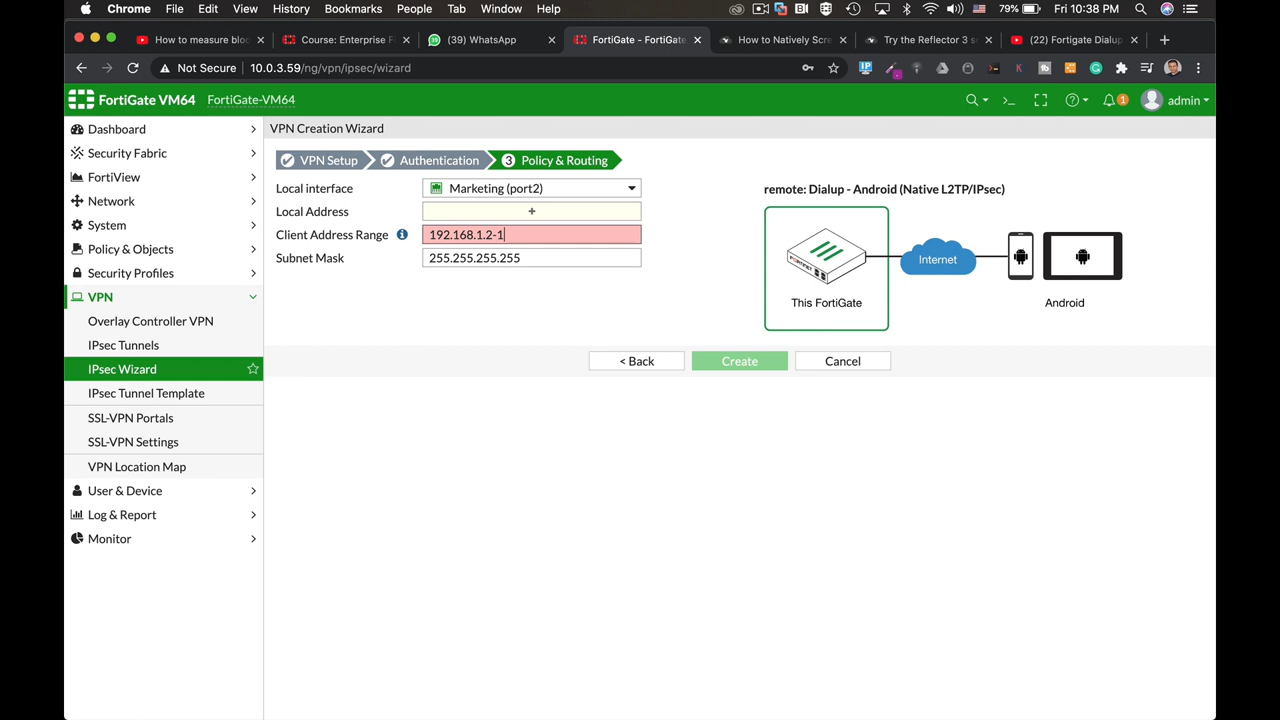 Chrome File Edit View History Bookmarks People Tab Window Help 79% Fri 10:38 PM
How to measure blo (39) WhatsApp
Course: Enterprise F
FortiGate - FortiGate
How to Natively Scre
Try the Reflector 3 s
(22) Fortigate Dialup
Not Secure 10.0.3.59/ng/vpn/ipsec/wizard
FortiGate VM64 FortiGate-VM64 1 admin
Dashboard
Security Fabric
FortiView
Network
System
Policy & Objects
Security Profiles
VPN
Overlay Controller VPN
IPsec Tunnels
IPsec Wizard
IPsec Tunnel Template
SSL-VPN Portals
SSL-VPN Settings
VPN Location Map
User & Device
Log & Report
Monitor
VPN Creation Wizard
VPN Setup Authentication 3 Policy & Routing
Local interface Marketing (port2)
Local Address +
Client Address Range 192.168.1.2-1
Subnet Mask 255.255.255.255
remote: Dialup - Android (Native L2TP/IPsec)
FORTINET
Internet
This FortiGate
Android
< Back Create Cancel